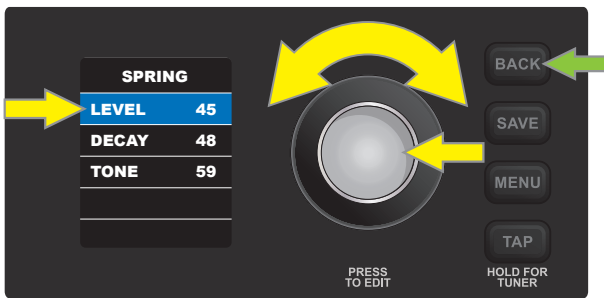 SPRING
LEVEL 45
DECAY 48
TONE 59
BACK
SAVE
MENU
TAP
PRESS
TO EDIT
HOLD FOR
TUNER